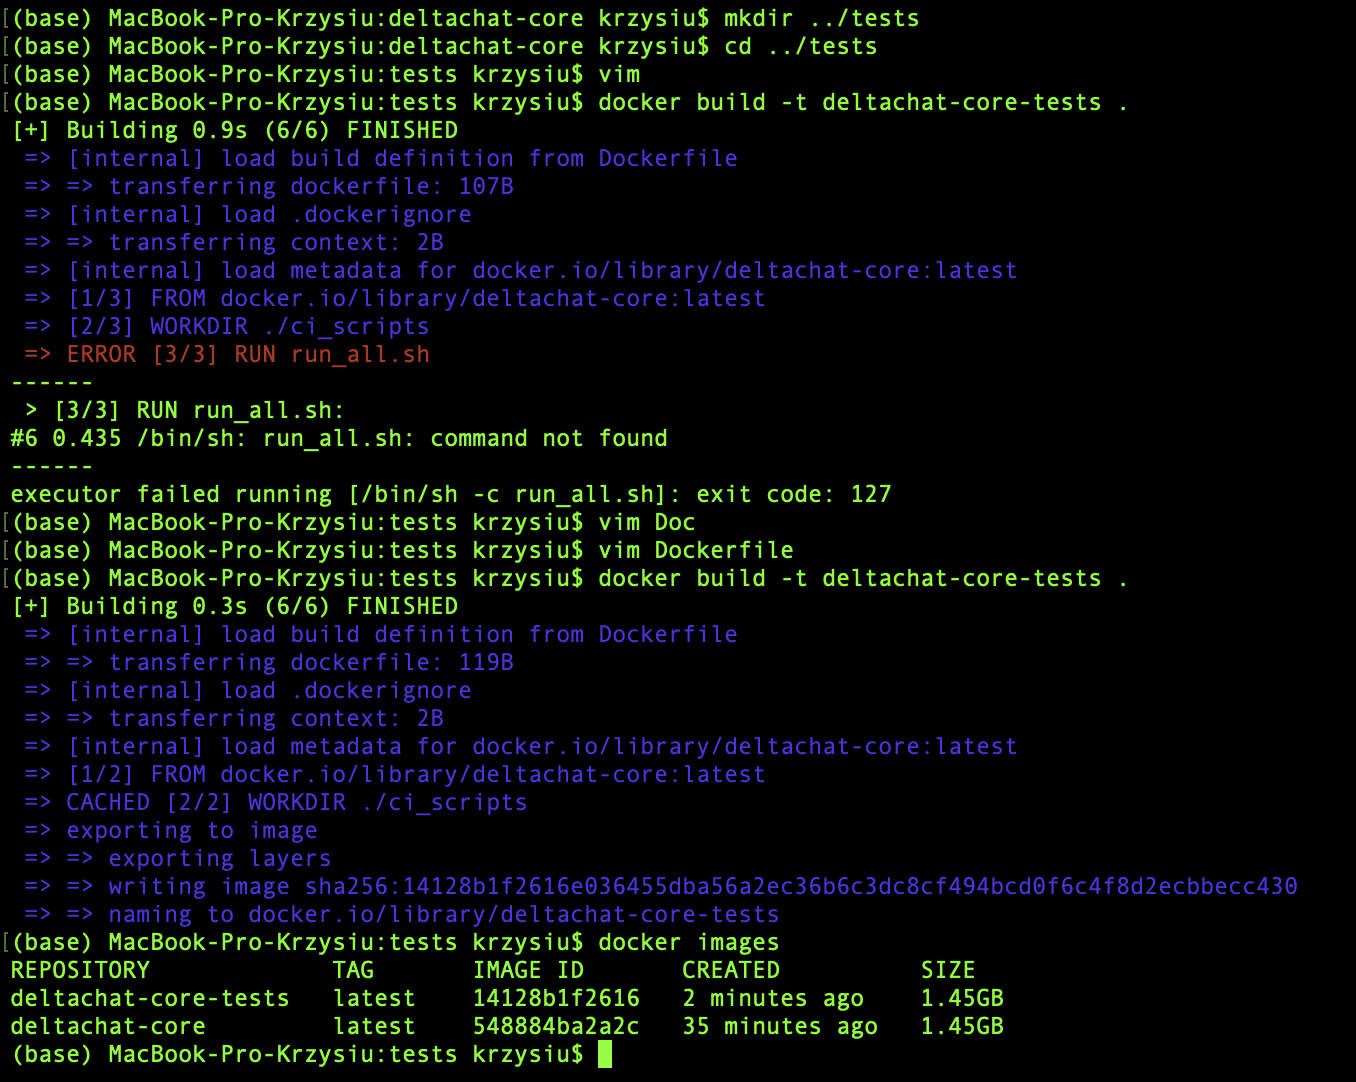 [(base) MacBook-Pro-Krzysiu:deltachat-core krzysiu$ mkdir ../tests
[(base) MacBook-Pro-Krzysiu:deltachat-core krzysiu$ cd ../tests
[(base) MacBook-Pro-Krzysiu:tests krzysiu$ vim
[(base) MacBook-Pro-Krzysiu:tests krzysiu$ docker build -t deltachat-core-tests .
[+] Building 0.9s (6/6) FINISHED
 => [internal] load build definition from Dockerfile
 => => transferring dockerfile: 107B
 => [internal] load .dockerignore
 => => transferring context: 2B
 => [internal] load metadata for docker.io/library/deltachat-core:latest
 => [1/3] FROM docker.io/library/deltachat-core:latest
 => [2/3] WORKDIR ./ci_scripts
 => ERROR [3/3] RUN run_all.sh
------
 > [3/3] RUN run_all.sh:
#6 0.435 /bin/sh: run_all.sh: command not found
------
executor failed running [/bin/sh -c run_all.sh]: exit code: 127
[(base) MacBook-Pro-Krzysiu:tests krzysiu$ vim Doc
[(base) MacBook-Pro-Krzysiu:tests krzysiu$ vim Dockerfile
[(base) MacBook-Pro-Krzysiu:tests krzysiu$ docker build -t deltachat-core-tests .
[+] Building 0.3s (6/6) FINISHED
 => [internal] load build definition from Dockerfile
 => => transferring dockerfile: 119B
 => [internal] load .dockerignore
 => => transferring context: 2B
 => [internal] load metadata for docker.io/library/deltachat-core:latest
 => [1/2] FROM docker.io/library/deltachat-core:latest
 => CACHED [2/2] WORKDIR ./ci_scripts
 => exporting to image
 => => exporting layers
 => => writing image sha256:14128b1f2616e036455dba56a2ec36b6c3dc8cf494bcd0f6c4f8d2ecbbecc430
 => => naming to docker.io/library/deltachat-core-tests
[(base) MacBook-Pro-Krzysiu:tests krzysiu$ docker images
REPOSITORY             TAG       IMAGE ID       CREATED          SIZE
deltachat-core-tests   latest    14128b1f2616   2 minutes ago    1.45GB
deltachat-core         latest    548884ba2a2c   35 minutes ago   1.45GB
(base) MacBook-Pro-Krzysiu:tests krzysiu$